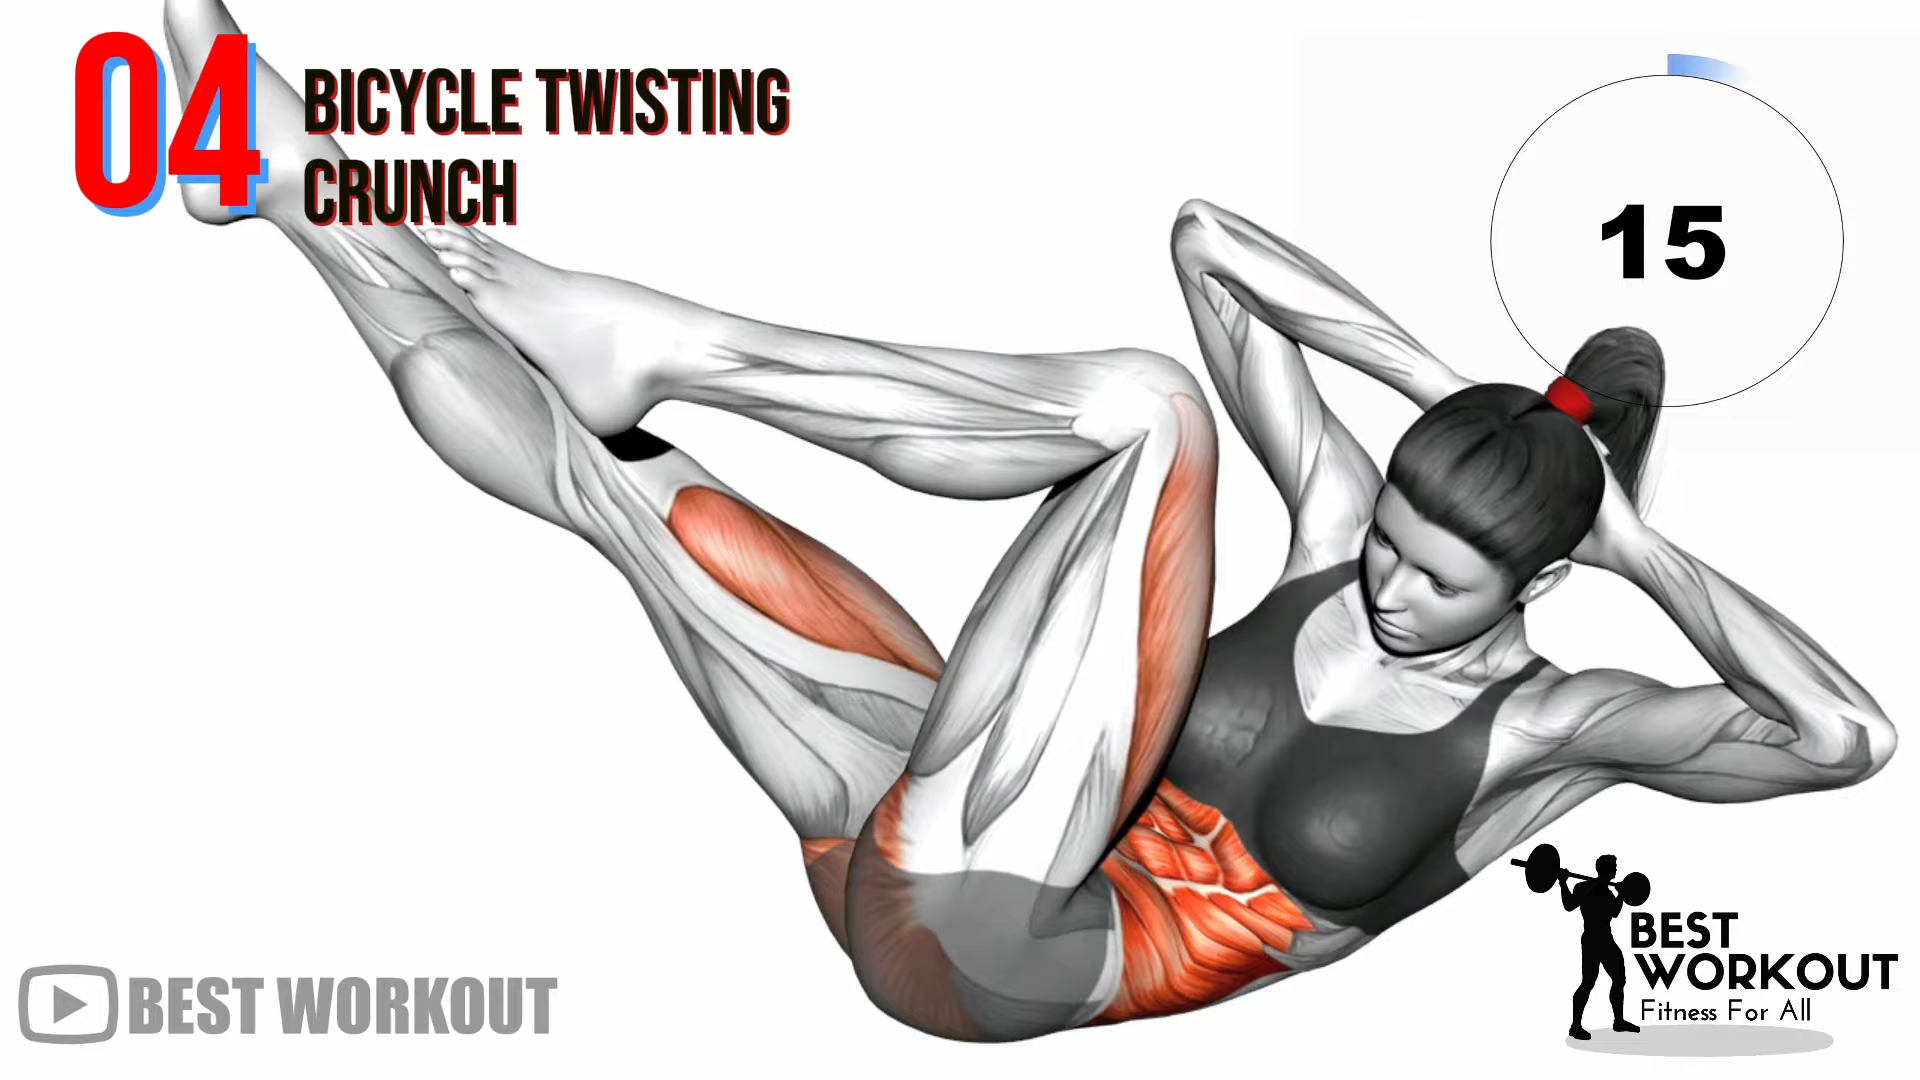 04
BICYCLE TWISTING
CRUNCH
15
BEST WORKOUT
BEST
WORKOUT
Fitness For All